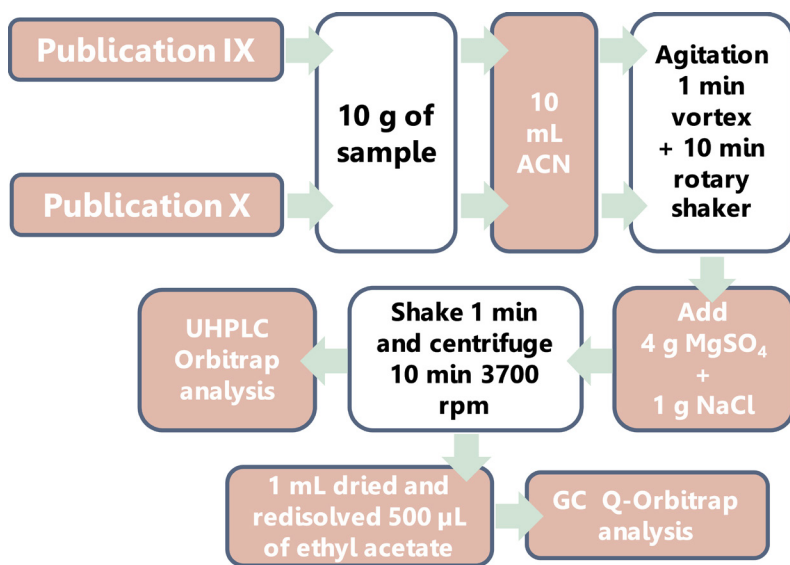 Publication IX
10 g of
sample
10
mL
ACN
Agitation
1 min
vortex
+ 10 min
rotary
shaker
Publication X
Add
4 g MgSO₄
+
1 g NaCl
Shake 1 min
and centrifuge
10 min 3700
rpm
UHPLC
Orbitrap
analysis
1 mL dried and
redisolved 500 µL
of ethyl acetate
GC Q-Orbitrap
analysis